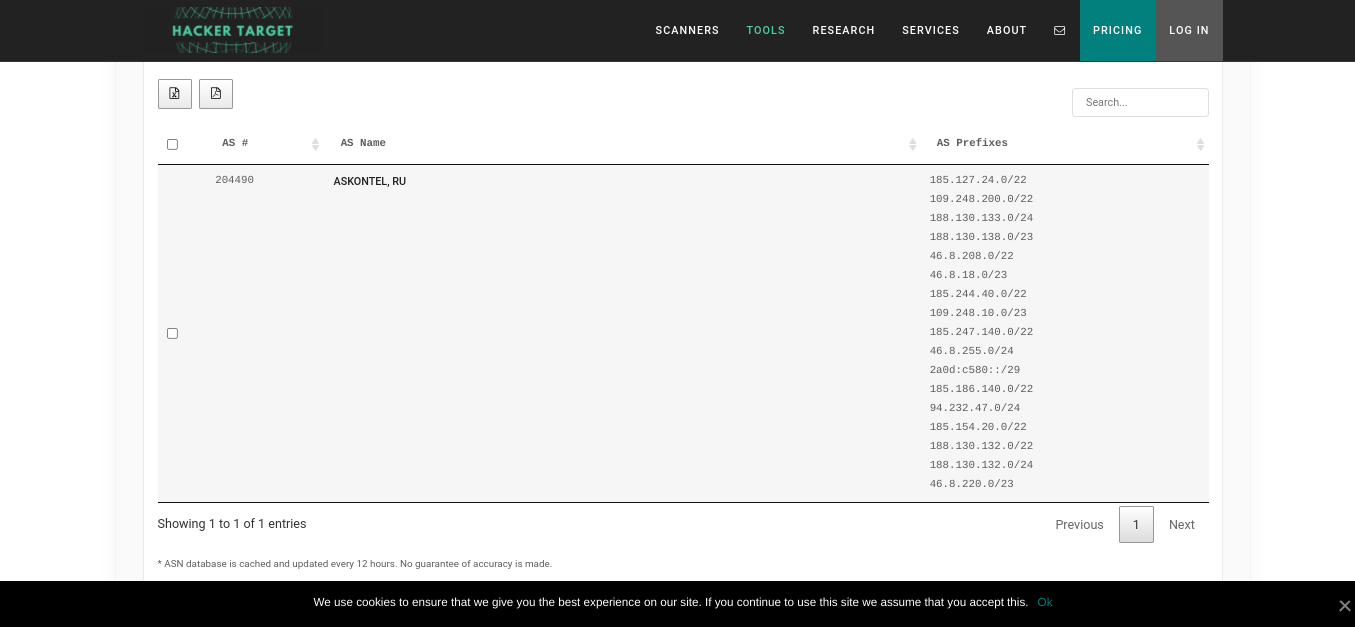 HACKER TARGET
SCANNERS TOOLS RESEARCH SERVICES ABOUT PRICING LOG IN
Search...
AS # AS Name AS Prefixes
204490 ASKONTEL, RU 185.127.24.0/22
109.248.200.0/22
188.130.133.0/24
188.130.138.0/23
46.8.208.0/22
46.8.18.0/23
185.244.40.0/22
109.248.10.0/23
185.247.140.0/22
46.8.255.0/24
2a0d:c580::/29
185.186.140.0/22
94.232.47.0/24
185.154.20.0/22
188.130.132.0/22
188.130.132.0/24
46.8.220.0/23
Showing 1 to 1 of 1 entries Previous 1 Next
* ASN database is cached and updated every 12 hours. No guarantee of accuracy is made.
We use cookies to ensure that we give you the best experience on our site. If you continue to use this site we assume that you accept this. Ok